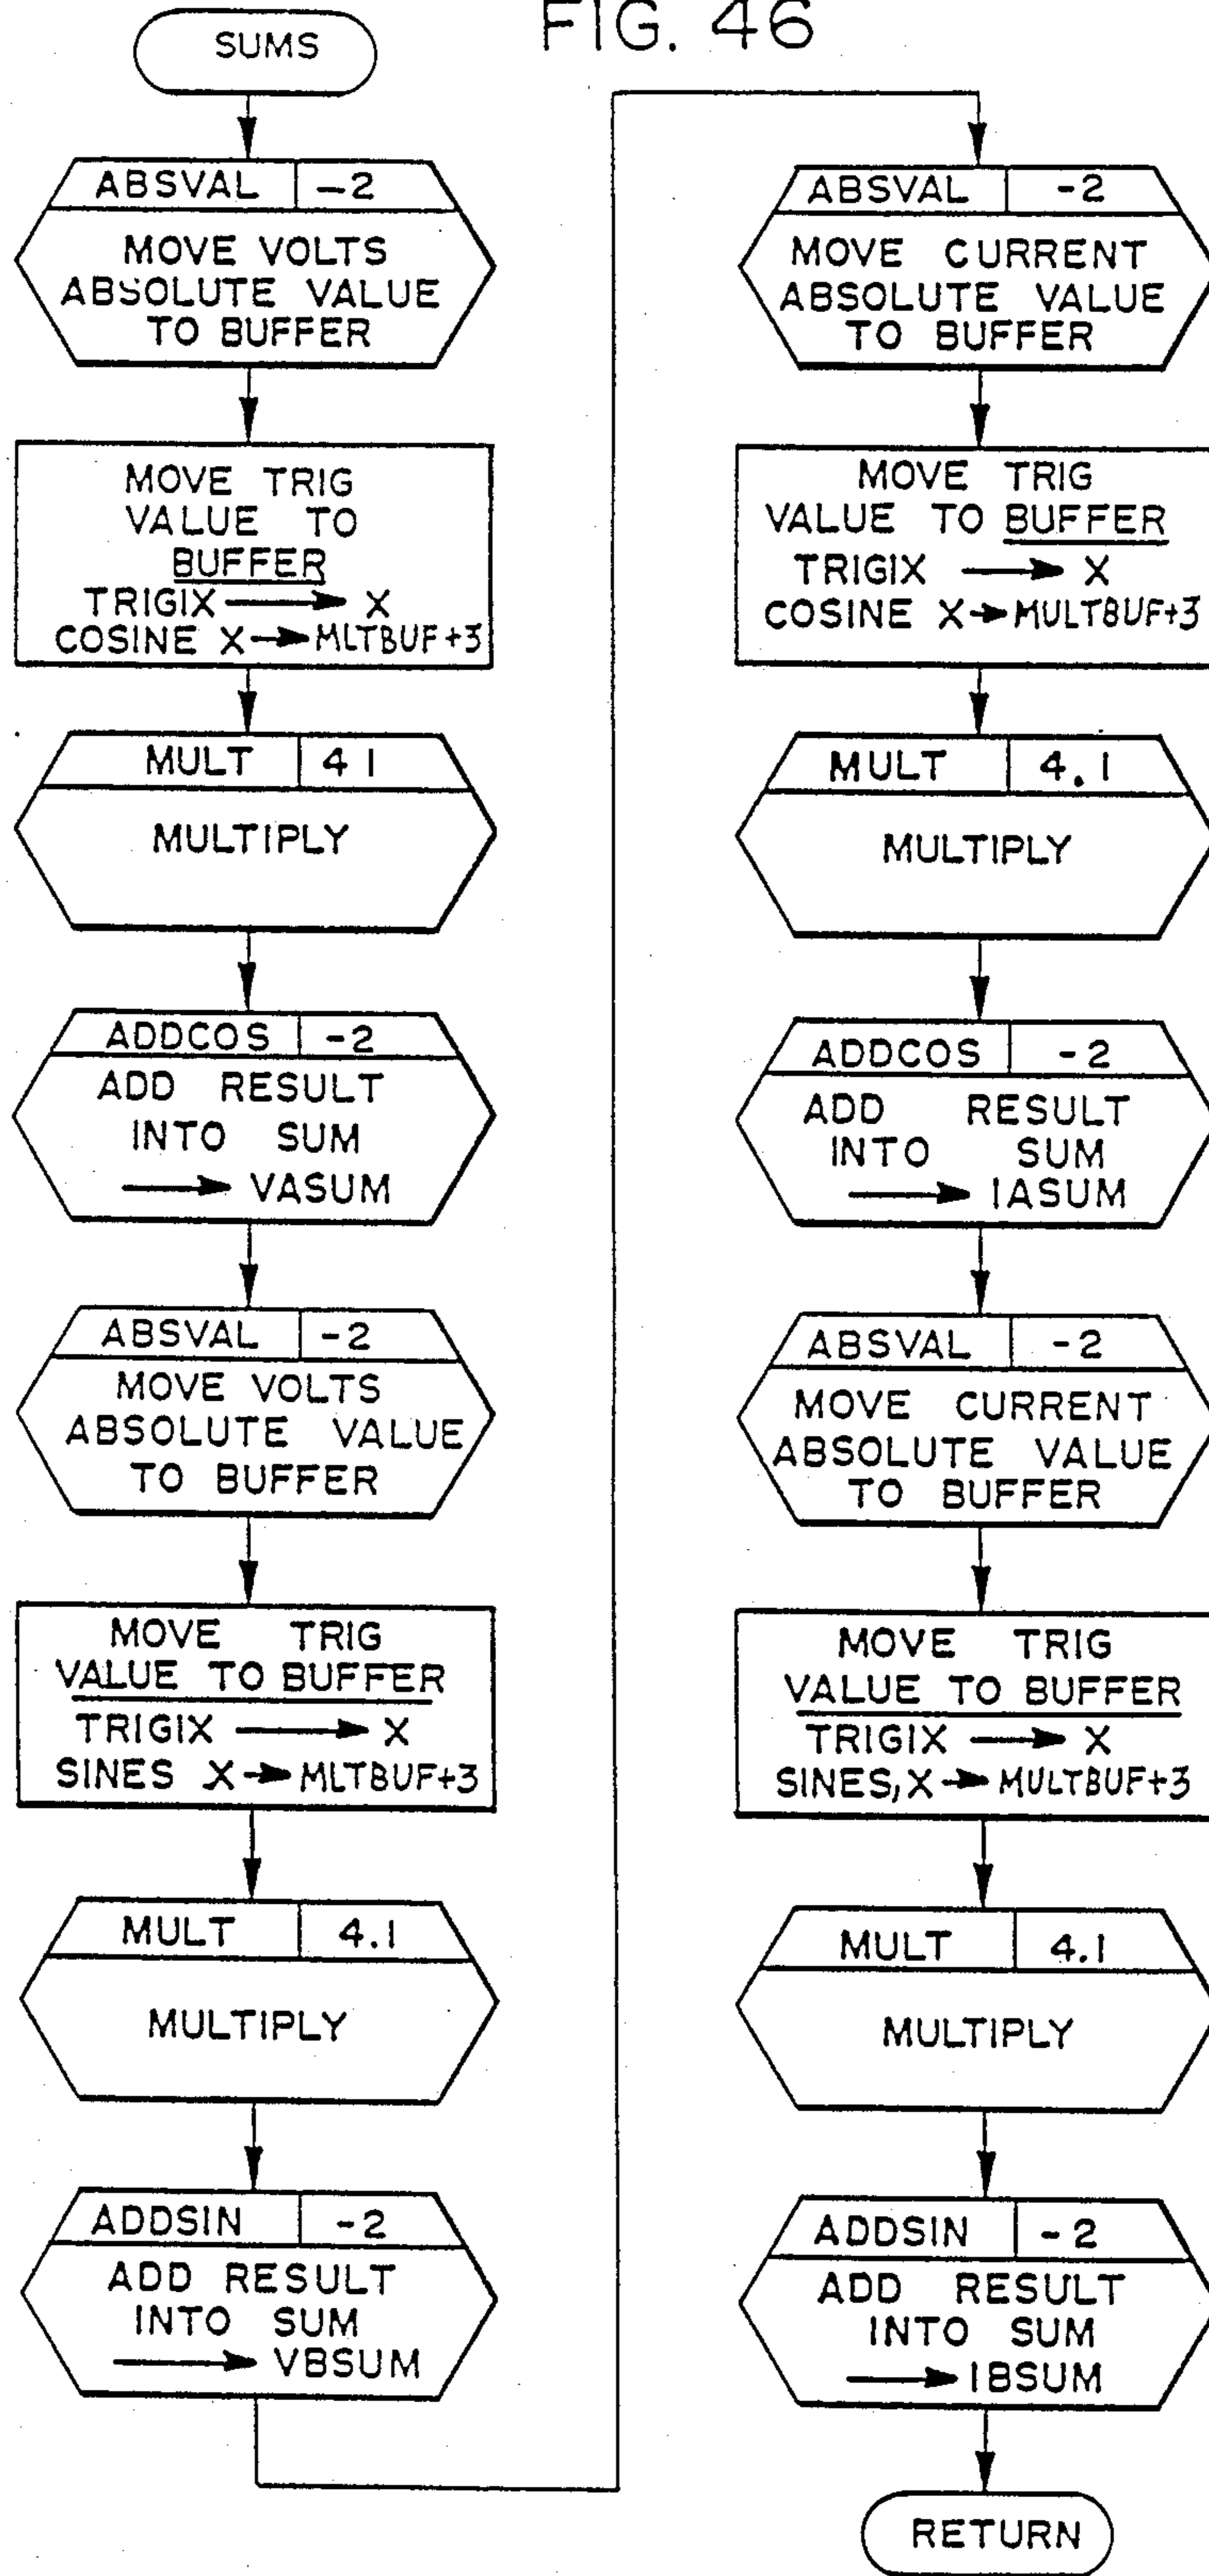 FIG. 46
SUMS
ABSVAL -2
MOVE VOLTS
ABSOLUTE VALUE
TO BUFFER
MOVE TRIG
VALUE TO
BUFFER
TRIGIX → X
COSINE X → MLTBUF+3
MULT 4 1
MULTIPLY
ADDCOS -2
ADD RESULT
INTO SUM
→ VASUM
ABSVAL -2
MOVE VOLTS
ABSOLUTE VALUE
TO BUFFER
MOVE TRIG
VALUE TO BUFFER
TRIGIX → X
SINES X → MLTBUF+3
MULT 4.1
MULTIPLY
ADDSIN -2
ADD RESULT
INTO SUM
→ VBSUM
ABSVAL -2
MOVE CURRENT
ABSOLUTE VALUE
TO BUFFER
MOVE TRIG
VALUE TO BUFFER
TRIGIX → X
COSINE X → MULTBUF+3
MULT 4.1
MULTIPLY
ADDCOS -2
ADD RESULT
INTO SUM
→ IASUM
ABSVAL -2
MOVE CURRENT
ABSOLUTE VALUE
TO BUFFER
MOVE TRIG
VALUE TO BUFFER
TRIGIX → X
SINES, X → MULTBUF+3
MULT 4.1
MULTIPLY
ADDSIN -2
ADD RESULT
INTO SUM
→ IBSUM
RETURN